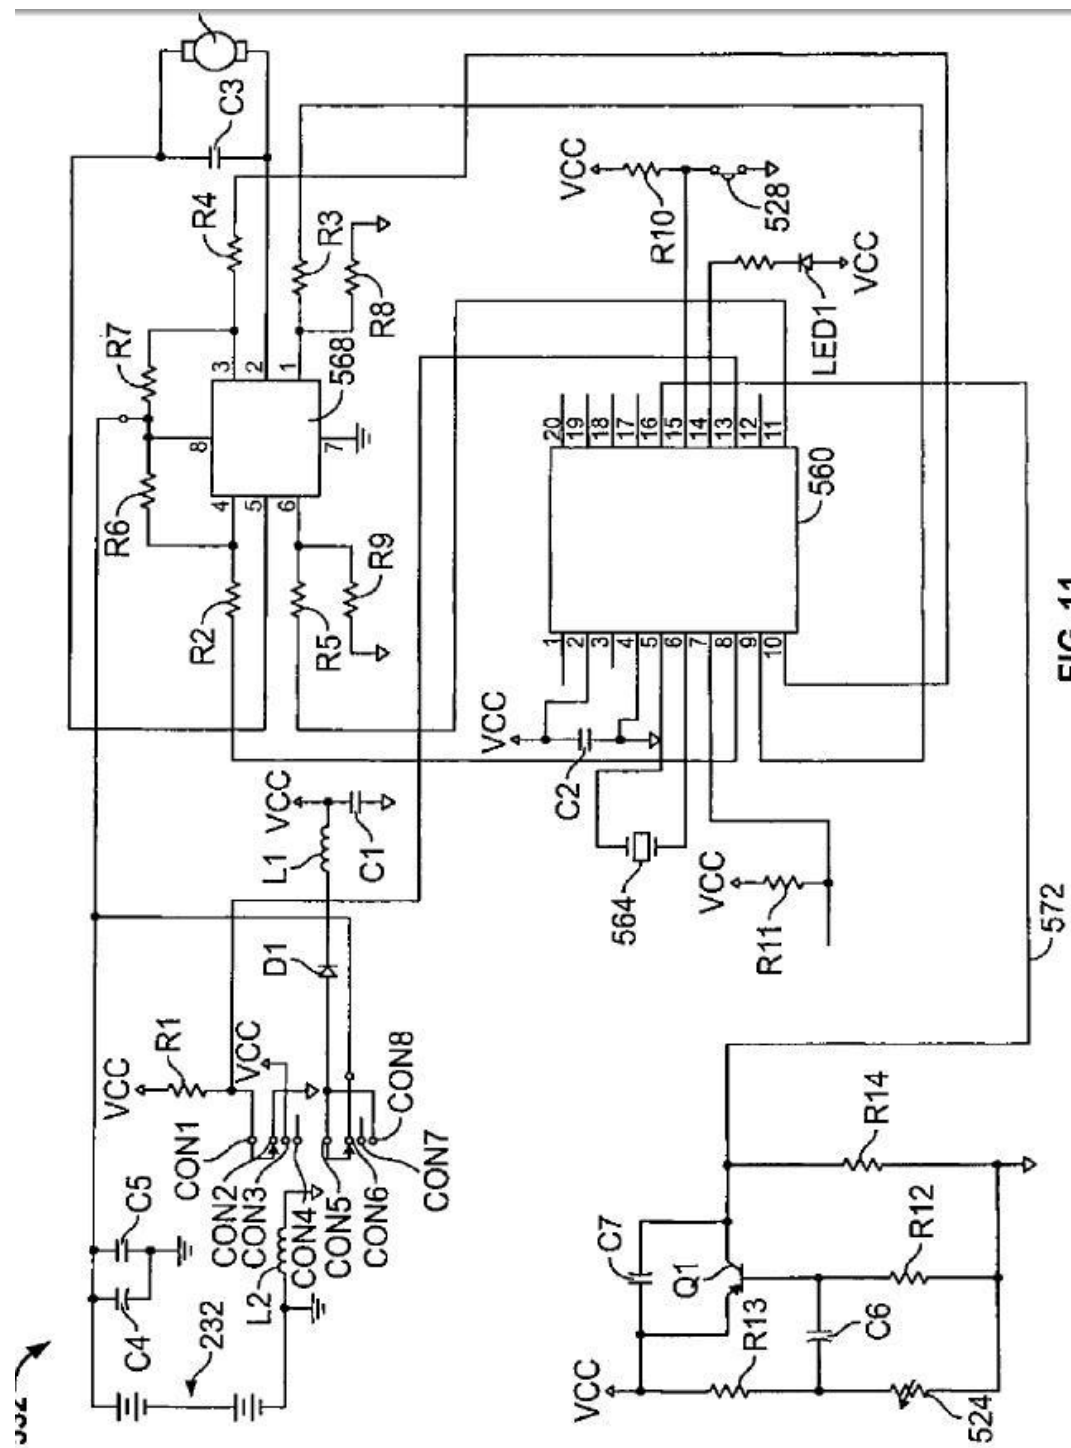 532
C4
C5
232
L2
VCC
R1
CON1
CON2
CON3
CON4
CON5
CON6
CON7
CON8
VCC
D1
L1
VCC
C1
R6
R7
R2
R4
R5
R3
R9
R8
C3
4
5
6
8
7
3
2
1
568
VCC
C2
564
VCC
R11
1
2
3
4
5
6
7
8
9
10
20
19
18
17
16
15
14
13
12
11
560
VCC
R10
528
LED1
VCC
VCC
C7
Q1
R13
C6
R12
R14
524
572
FIG.